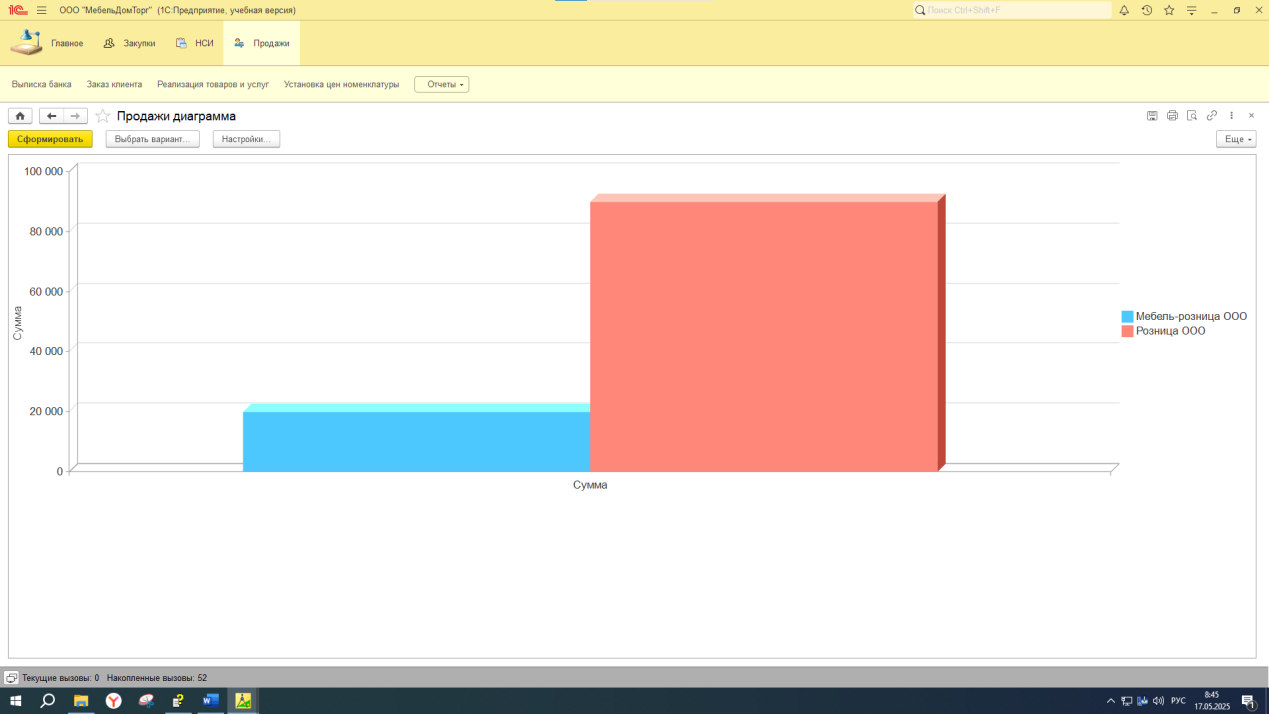 ООО "МебельДомТорг" (1С:Предприятие, учебная версия)
Поиск Ctrl+Shift+F
Главное Закупки НСИ Продажи
Выписка банка Заказ клиента Реализация товаров и услуг Установка цен номенклатуры Отчеты
Продажи диаграмма
Сформировать Выбрать вариант... Настройки... Еще
100 000
80 000
60 000
40 000
20 000
0
Сумма
Сумма
Мебель-розница ООО
Розница ООО
Текущие вызовы: 0 Накопленные вызовы: 52
РУС
8:45
17.05.2025
1